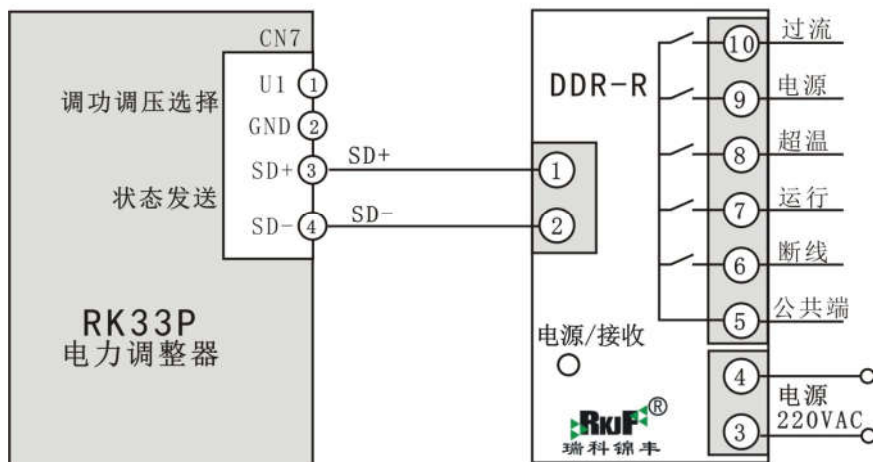 CN7
调功调压选择
U1 1
GND 2
状态发送
SD+ 3
SD- 4
RK33P
电力调整器
SD+
SD-
DDR-R
1
2
电源/接收
RKJF®
瑞科锦丰
10 过流
9 电源
8 超温
7 运行
6 断线
5 公共端
4
3
电源
220VAC